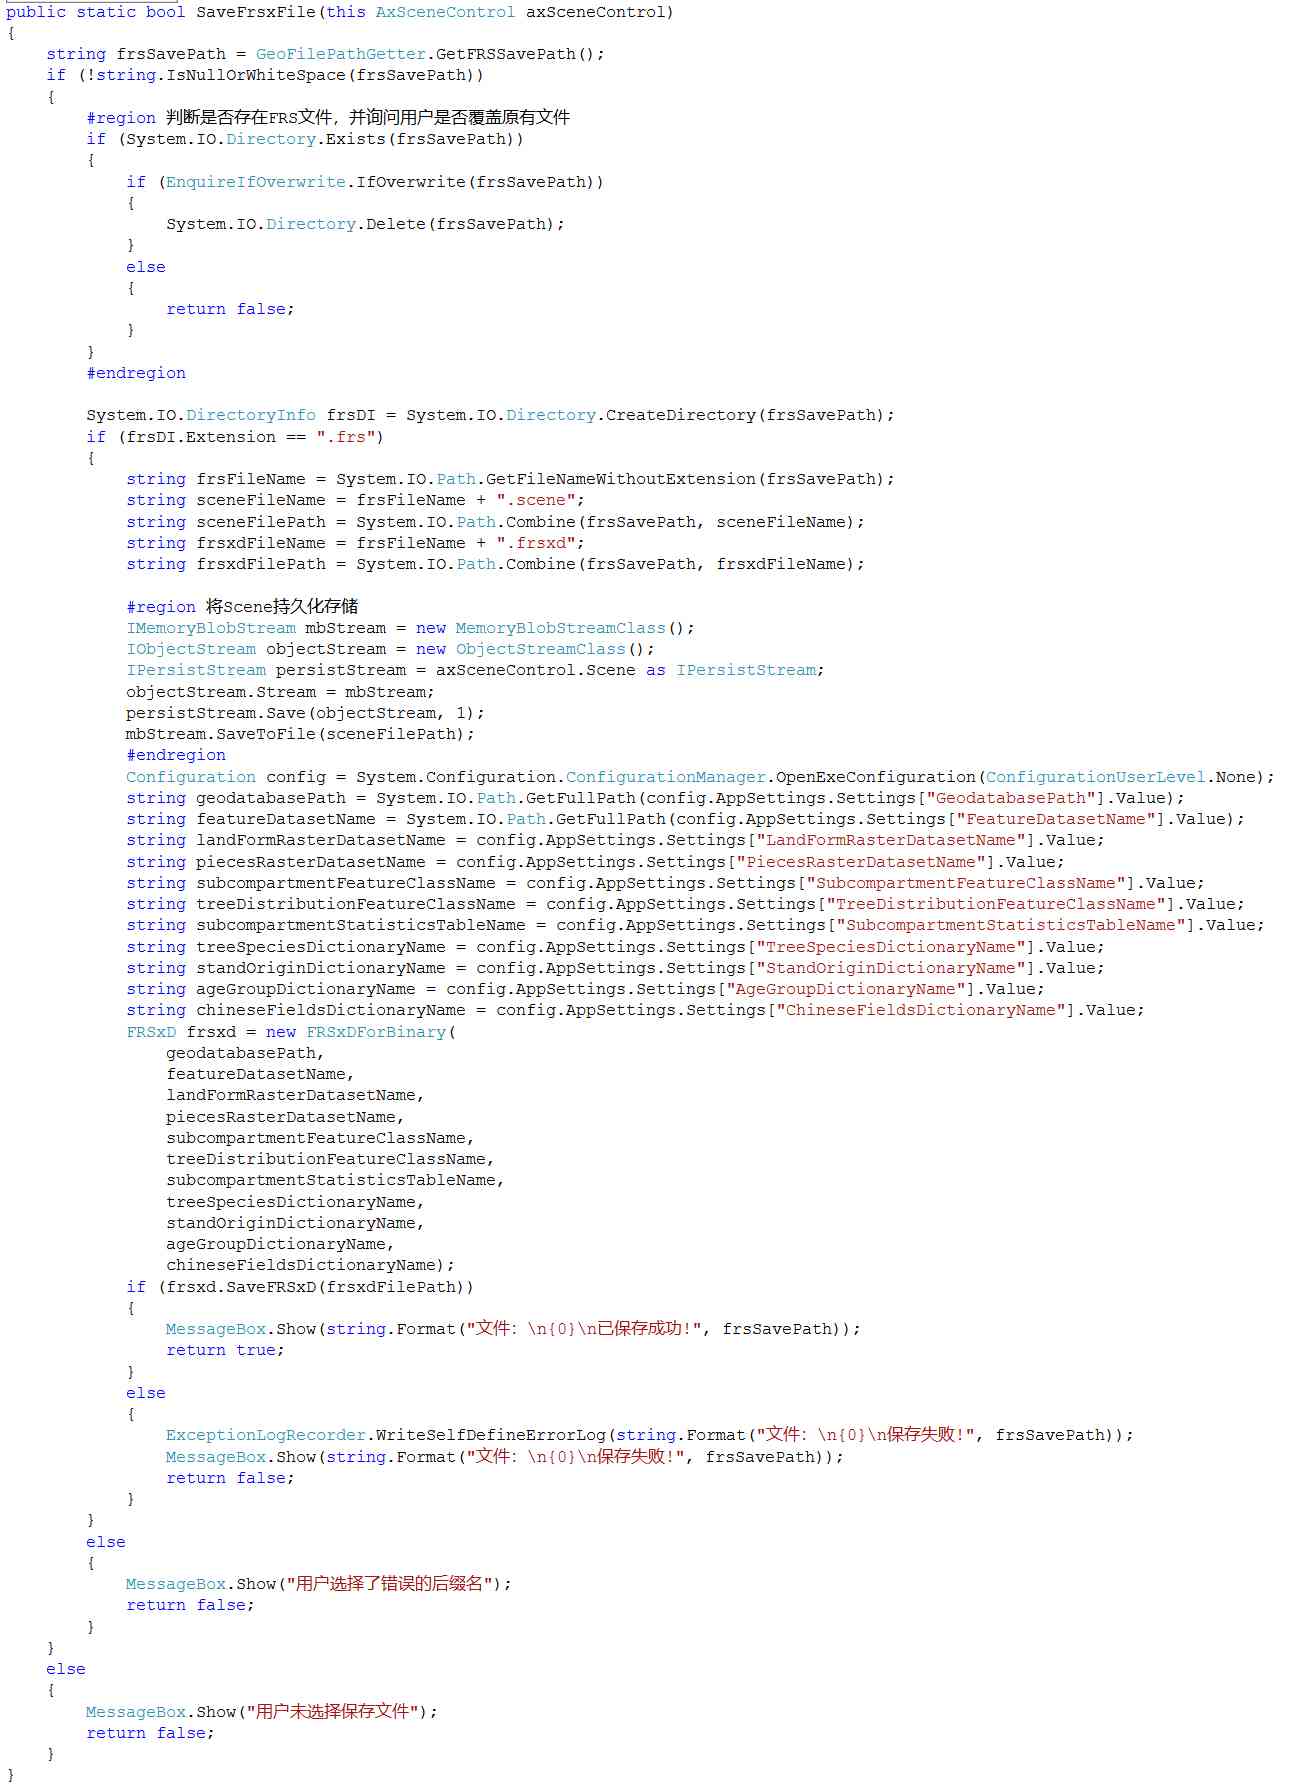 public static bool SaveFrsxFile(this AxSceneControl axSceneControl)
{
    string frsSavePath = GeoFilePathGetter.GetFRSSavePath();
    if (!string.IsNullOrWhiteSpace(frsSavePath))
    {
        #region 判断是否存在FRS文件，并询问用户是否覆盖原有文件
        if (System.IO.Directory.Exists(frsSavePath))
        {
            if (EnquireIfOverwrite.IfOverwrite(frsSavePath))
            {
                System.IO.Directory.Delete(frsSavePath);
            }
            else
            {
                return false;
            }
        }
        #endregion

        System.IO.DirectoryInfo frsDI = System.IO.Directory.CreateDirectory(frsSavePath);
        if (frsDI.Extension == ".frs")
        {
            string frsFileName = System.IO.Path.GetFileNameWithoutExtension(frsSavePath);
            string sceneFileName = frsFileName + ".scene";
            string sceneFilePath = System.IO.Path.Combine(frsSavePath, sceneFileName);
            string frsxdFileName = frsFileName + ".frsxd";
            string frsxdFilePath = System.IO.Path.Combine(frsSavePath, frsxdFileName);

            #region 将Scene持久化存储
            IMemoryBlobStream mbStream = new MemoryBlobStreamClass();
            IObjectStream objectStream = new ObjectStreamClass();
            IPersistStream persistStream = axSceneControl.Scene as IPersistStream;
            objectStream.Stream = mbStream;
            persistStream.Save(objectStream, 1);
            mbStream.SaveToFile(sceneFilePath);
            #endregion
            Configuration config = System.Configuration.ConfigurationManager.OpenExeConfiguration(ConfigurationUserLevel.None);
            string geodatabasePath = System.IO.Path.GetFullPath(config.AppSettings.Settings["GeodatabasePath"].Value);
            string featureDatasetName = System.IO.Path.GetFullPath(config.AppSettings.Settings["FeatureDatasetName"].Value);
            string landFormRasterDatasetName = config.AppSettings.Settings["LandFormRasterDatasetName"].Value;
            string piecesRasterDatasetName = config.AppSettings.Settings["PiecesRasterDatasetName"].Value;
            string subcompartmentFeatureClassName = config.AppSettings.Settings["SubcompartmentFeatureClassName"].Value;
            string treeDistributionFeatureClassName = config.AppSettings.Settings["TreeDistributionFeatureClassName"].Value;
            string subcompartmentStatisticsTableName = config.AppSettings.Settings["SubcompartmentStatisticsTableName"].Value;
            string treeSpeciesDictionaryName = config.AppSettings.Settings["TreeSpeciesDictionaryName"].Value;
            string standOriginDictionaryName = config.AppSettings.Settings["StandOriginDictionaryName"].Value;
            string ageGroupDictionaryName = config.AppSettings.Settings["AgeGroupDictionaryName"].Value;
            string chineseFieldsDictionaryName = config.AppSettings.Settings["ChineseFieldsDictionaryName"].Value;
            FRSxD frsxd = new FRSxDForBinary(
                geodatabasePath,
                featureDatasetName,
                landFormRasterDatasetName,
                piecesRasterDatasetName,
                subcompartmentFeatureClassName,
                treeDistributionFeatureClassName,
                subcompartmentStatisticsTableName,
                treeSpeciesDictionaryName,
                standOriginDictionaryName,
                ageGroupDictionaryName,
                chineseFieldsDictionaryName);
            if (frsxd.SaveFRSxD(frsxdFilePath))
            {
                MessageBox.Show(string.Format("文件：\n{0}\n已保存成功!", frsSavePath));
                return true;
            }
            else
            {
                ExceptionLogRecorder.WriteSelfDefineErrorLog(string.Format("文件：\n{0}\n保存失败!", frsSavePath));
                MessageBox.Show(string.Format("文件：\n{0}\n保存失败!", frsSavePath));
                return false;
            }
        }
        else
        {
            MessageBox.Show("用户选择了错误的后缀名");
            return false;
        }
    }
    else
    {
        MessageBox.Show("用户未选择保存文件");
        return false;
    }
}